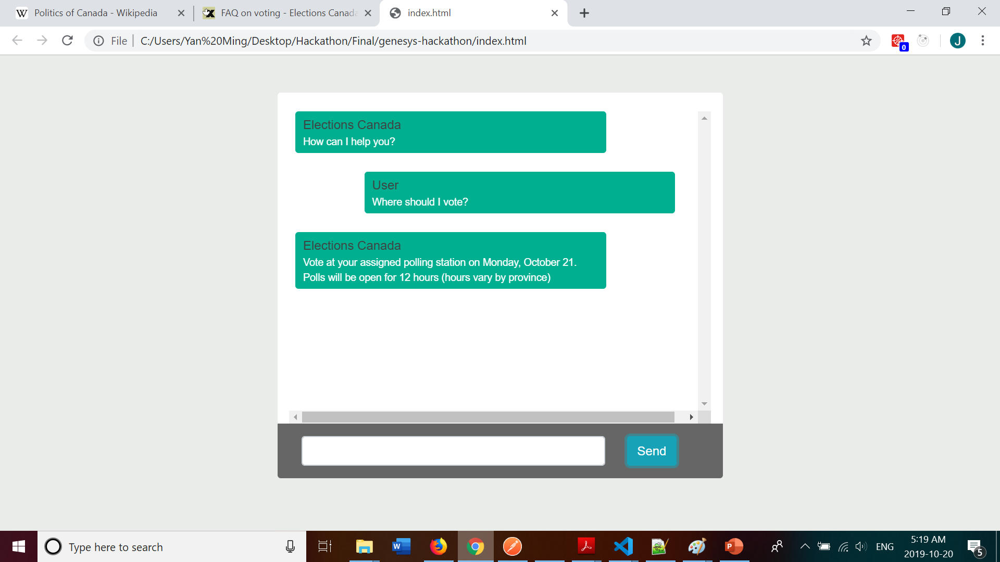 W Politics of Canada - Wikipedia
FAQ on voting - Elections Canada
index.html
File
C:/Users/Yan%20Ming/Desktop/Hackathon/Final/genesys-hackathon/index.html
0
J
Elections Canada
How can I help you?
User
Where should I vote?
Elections Canada
Vote at your assigned polling station on Monday, October 21.
Polls will be open for 12 hours (hours vary by province)
Send
Type here to search
W
P
ENG
5:19 AM
2019-10-20
5